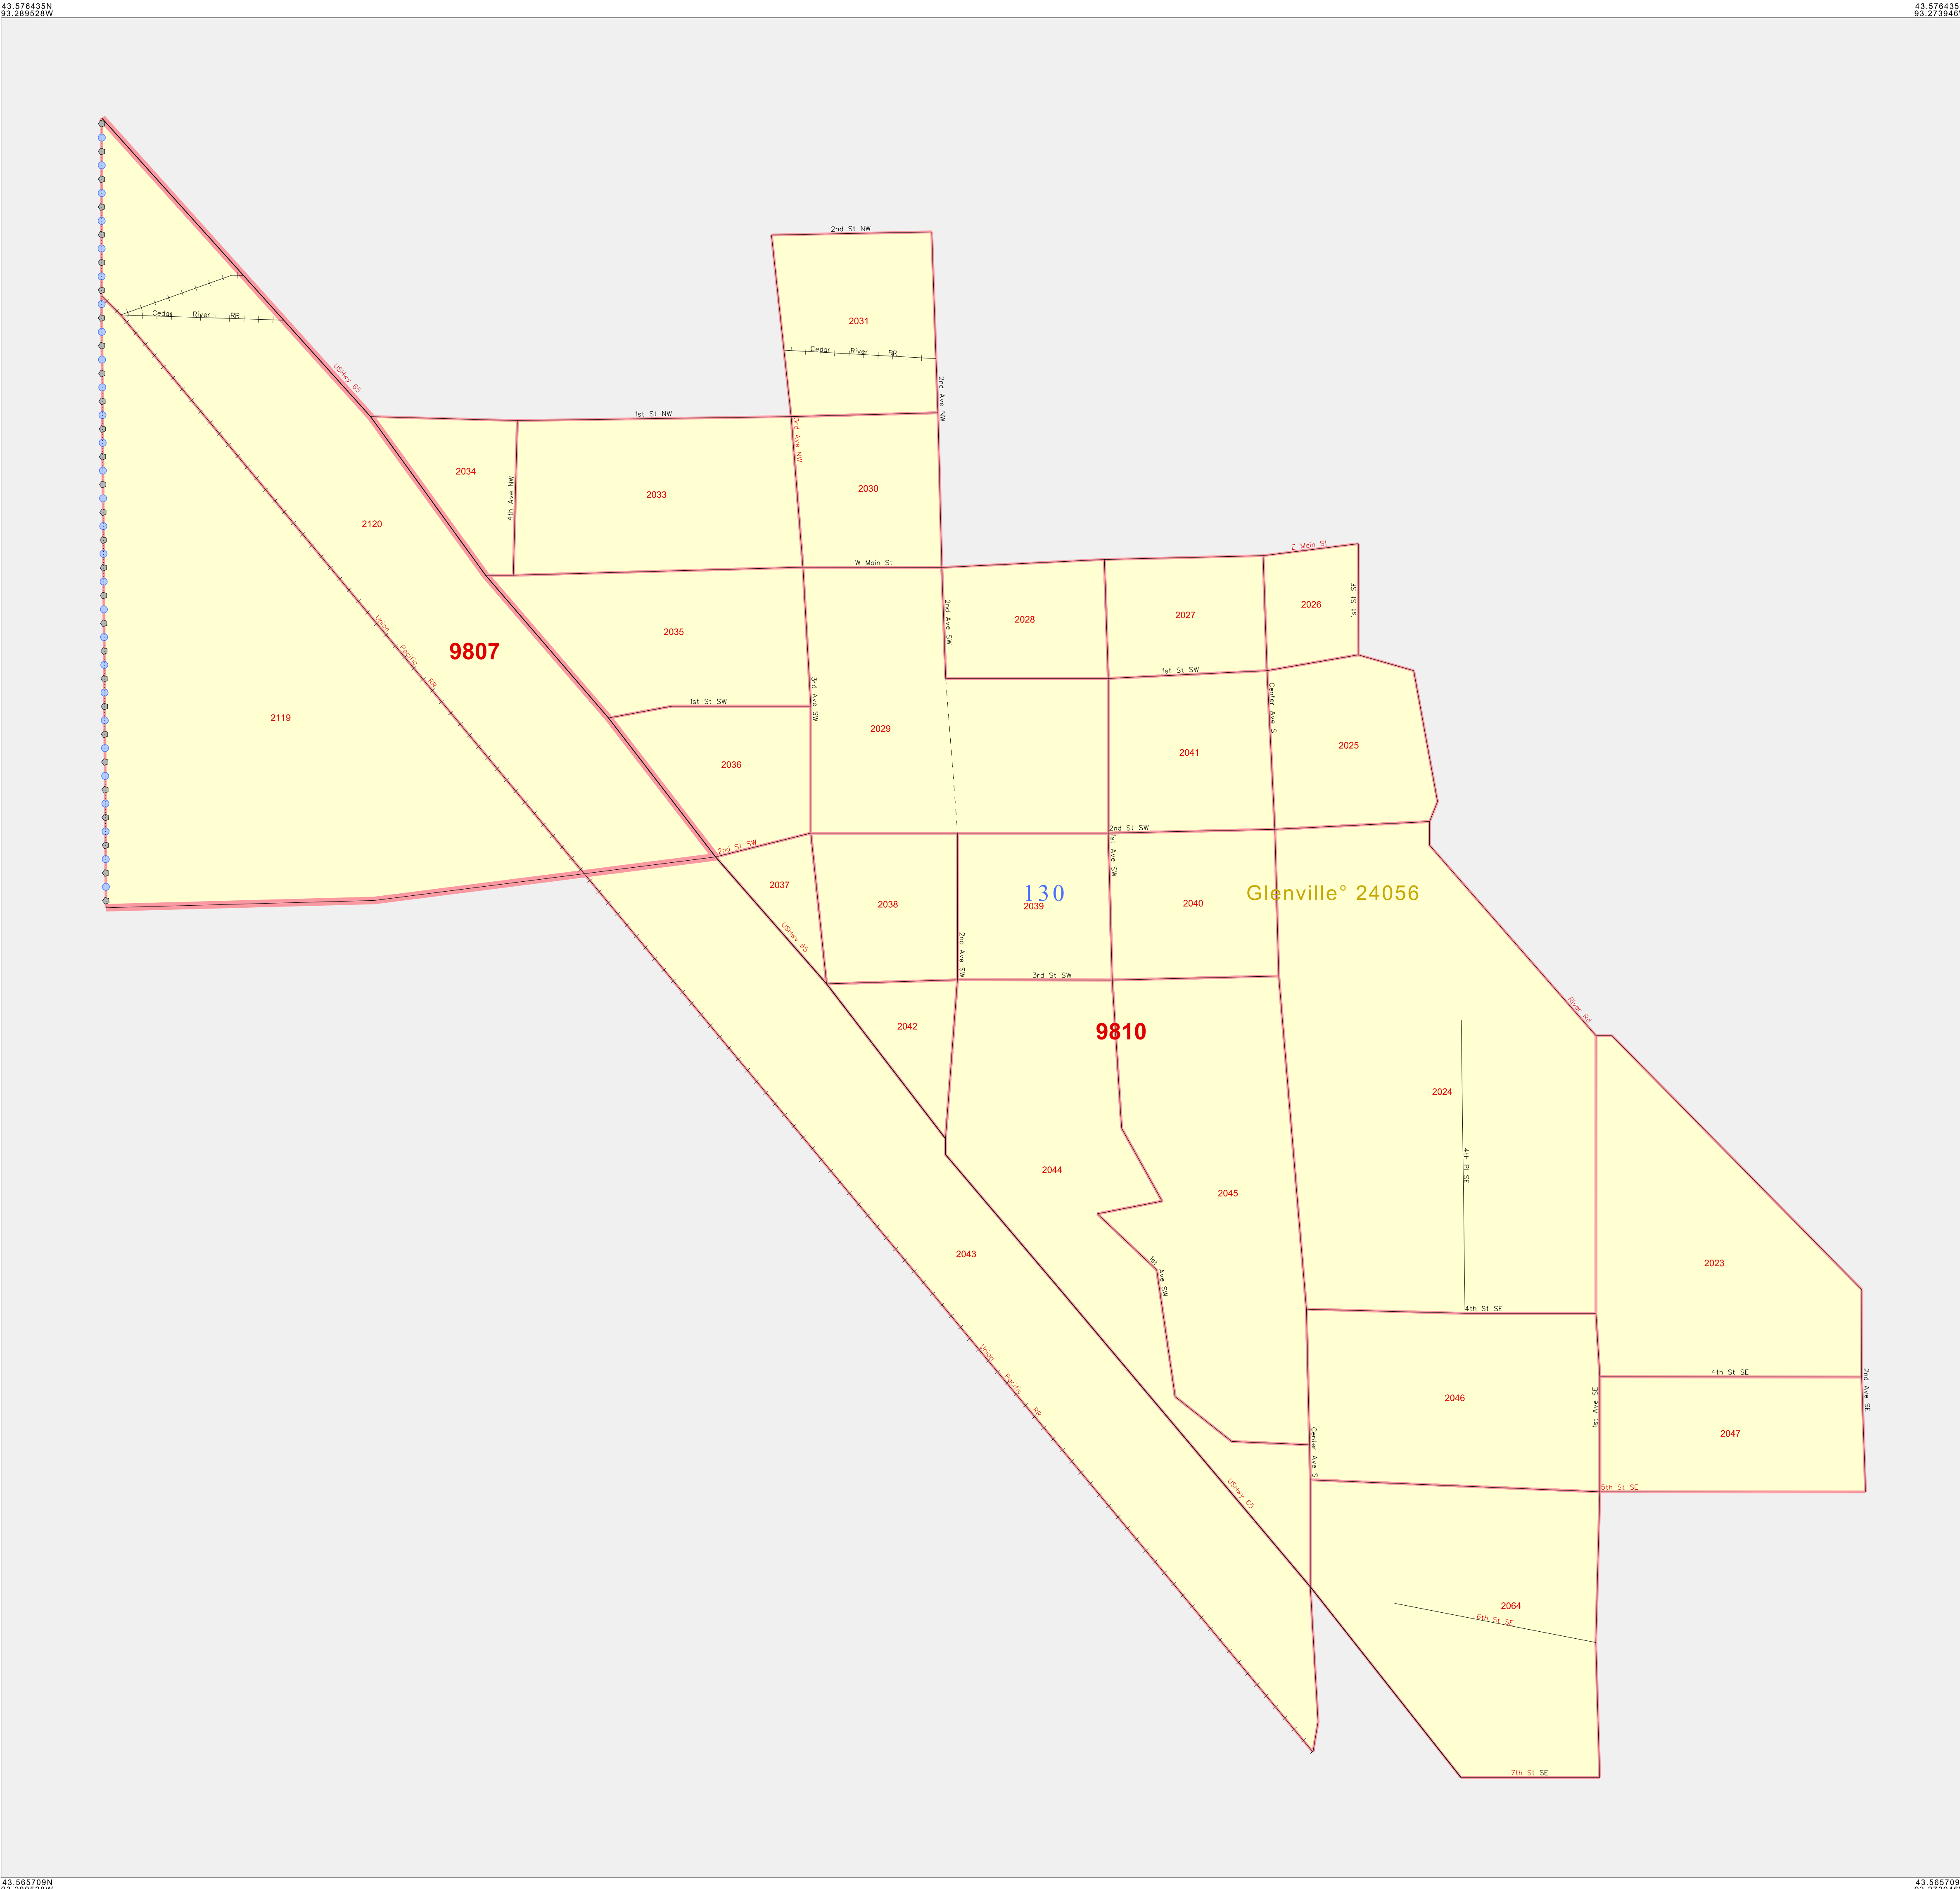 43.576435N
93.289528W
43.576435
93.273946W
2nd St NW
2031
Cedar River RR
Cedar River RR
2nd Ave NW
USHwy 65
1st St NW
3rd Ave NW
2034
4th Ave NW
2033
2030
2120
W Main St
E Main St
1st St SE
2nd Ave SW
2028
2027
2026
2035
9807
Union Pacific RR
1st St SW
2119
1st St SW
3rd Ave SW
2029
Center Ave S
2041
2025
2036
2nd St SW
2nd St SW
1st Ave SW
2037
2038
130
2039
2040
Glenville° 24056
USHwy 65
2nd Ave SW
3rd St SW
River Rd
2042
9810
2024
4th Pl SE
2044
2045
2043
1st Ave SW
2023
4th St SE
Union Pacific RR
4th St SE
2nd Ave SE
2046
1st Ave SE
2047
Center Ave S
USHwy 65
5th St SE
2064
6th St SE
7th St SE
43.565709N
43.565709